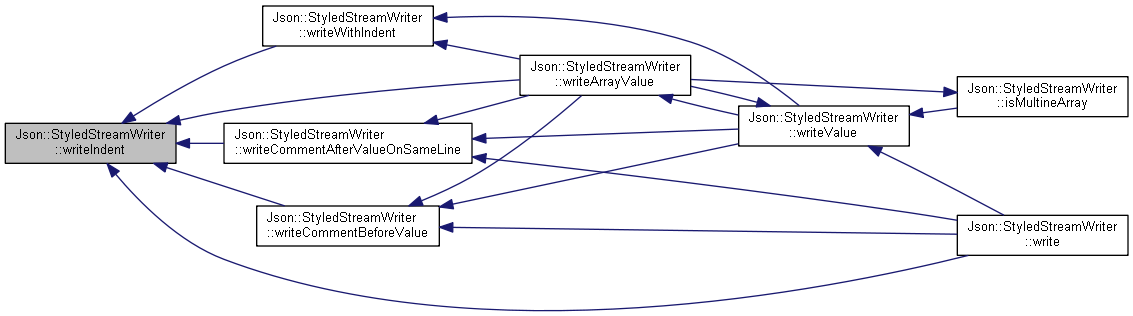 Json::StyledStreamWriter
::writeIndent
Json::StyledStreamWriter
::writeWithIndent
Json::StyledStreamWriter
::writeCommentAfterValueOnSameLine
Json::StyledStreamWriter
::writeCommentBeforeValue
Json::StyledStreamWriter
::writeArrayValue
Json::StyledStreamWriter
::writeValue
Json::StyledStreamWriter
::isMultineArray
Json::StyledStreamWriter
::write